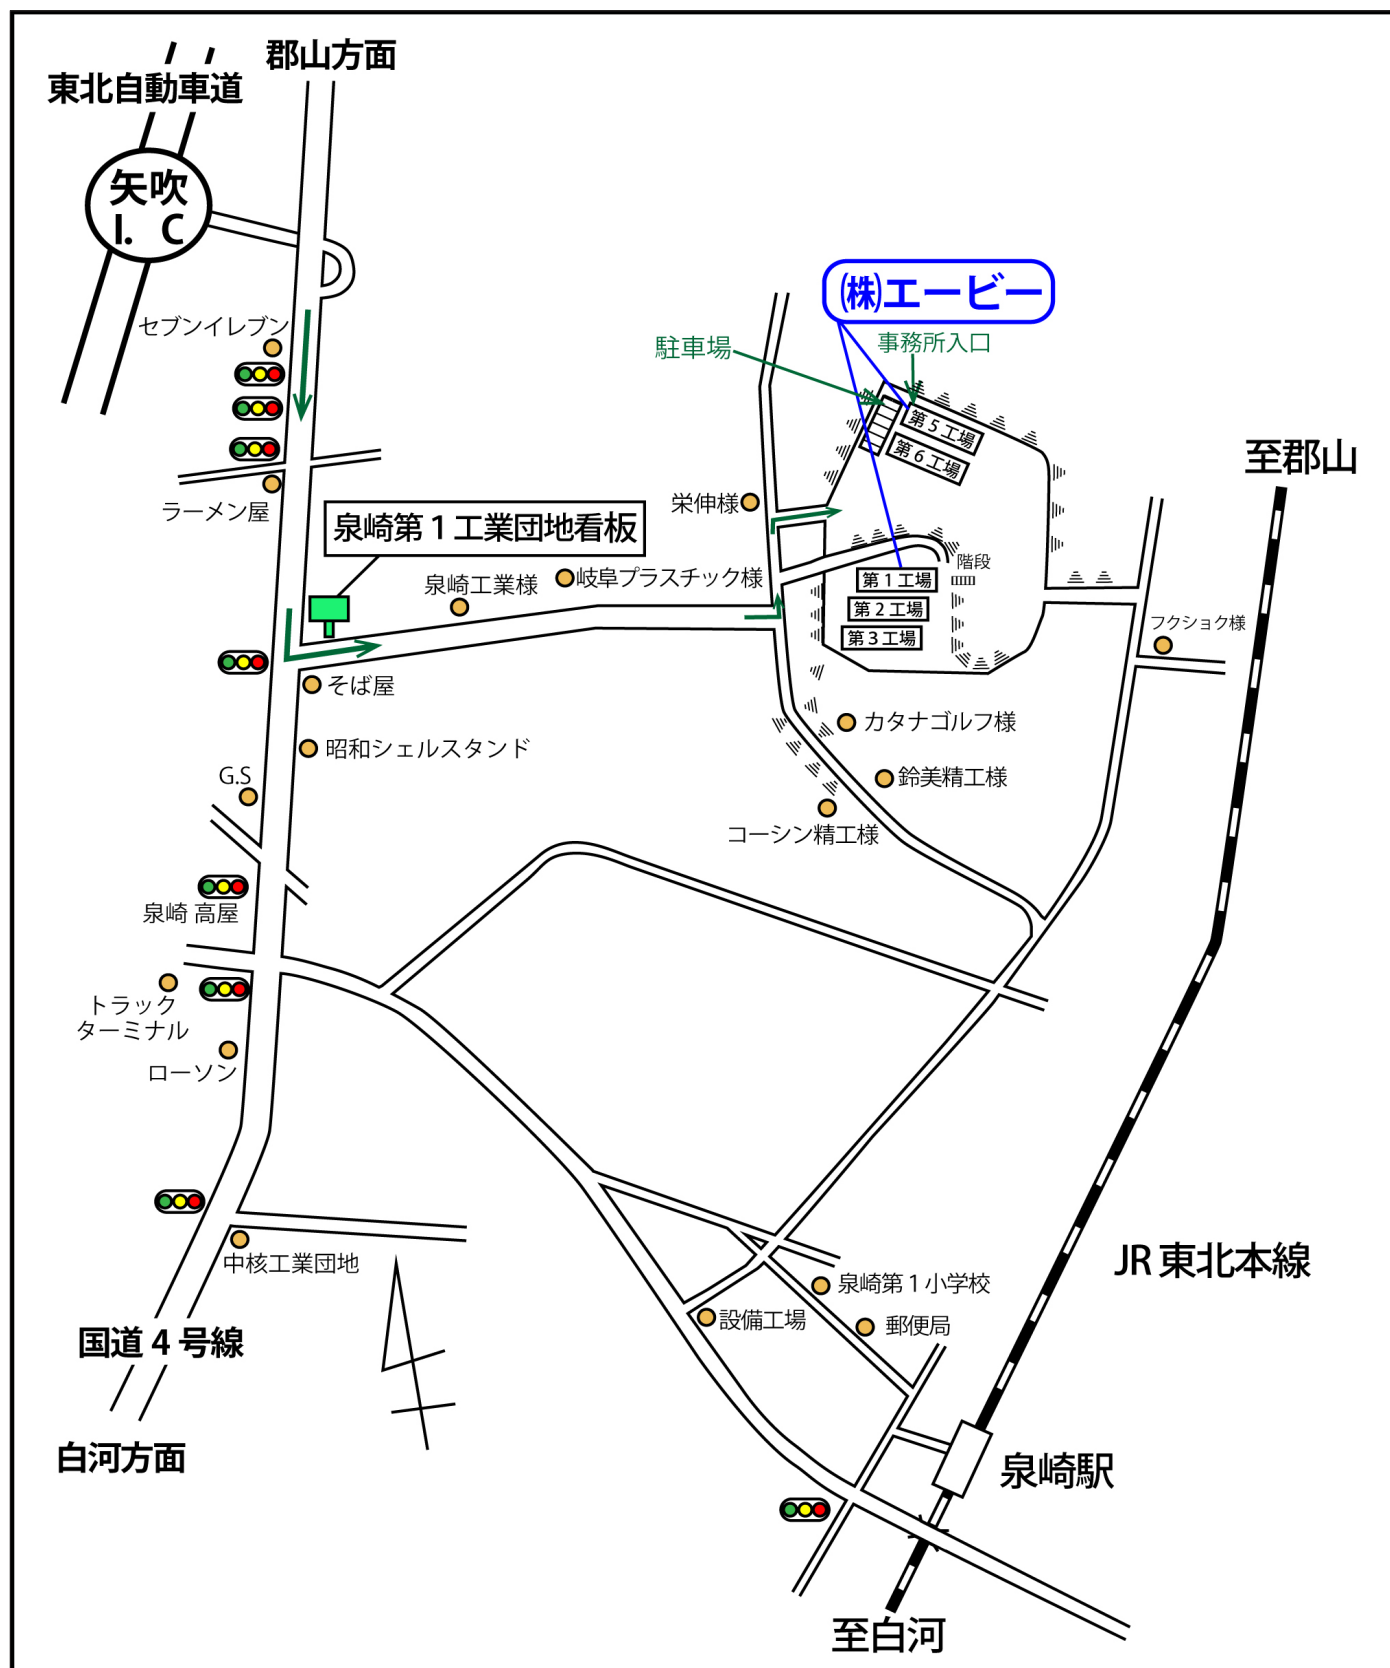 郡山方面
東北自動車道
矢吹
I. C
㈱エービー
セブンイレブン
駐車場
事務所入口
第5工場
第6工場
至郡山
ラーメン屋
栄伸様
泉崎第1工業団地看板
泉崎工業様
岐阜プラスチック様
階段
第1工場
第2工場
第3工場
フクショク様
そば屋
カタナゴルフ様
昭和シェルスタンド
G.S
鈴美精工様
コーシン精工様
泉崎 高屋
トラック
ターミナル
ローソン
中核工業団地
JR 東北本線
泉崎第1小学校
設備工場
郵便局
国道4号線
白河方面
泉崎駅
至白河